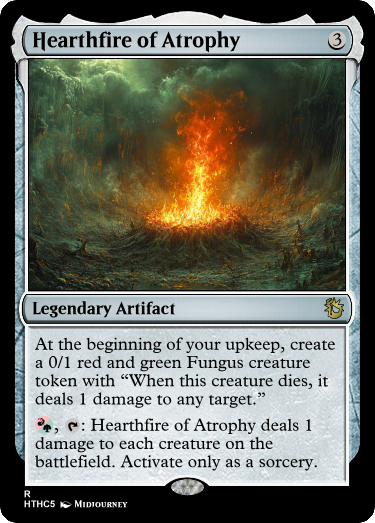 Hearthfire of Atrophy 3
Legendary Artifact
At the beginning of your upkeep, create
a 0/1 red and green Fungus creature
token with “When this creature dies, it
deals 1 damage to any target.”
, : Hearthfire of Atrophy deals 1
damage to each creature on the
battlefield. Activate only as a sorcery.
R
HTHC5 Midjourney